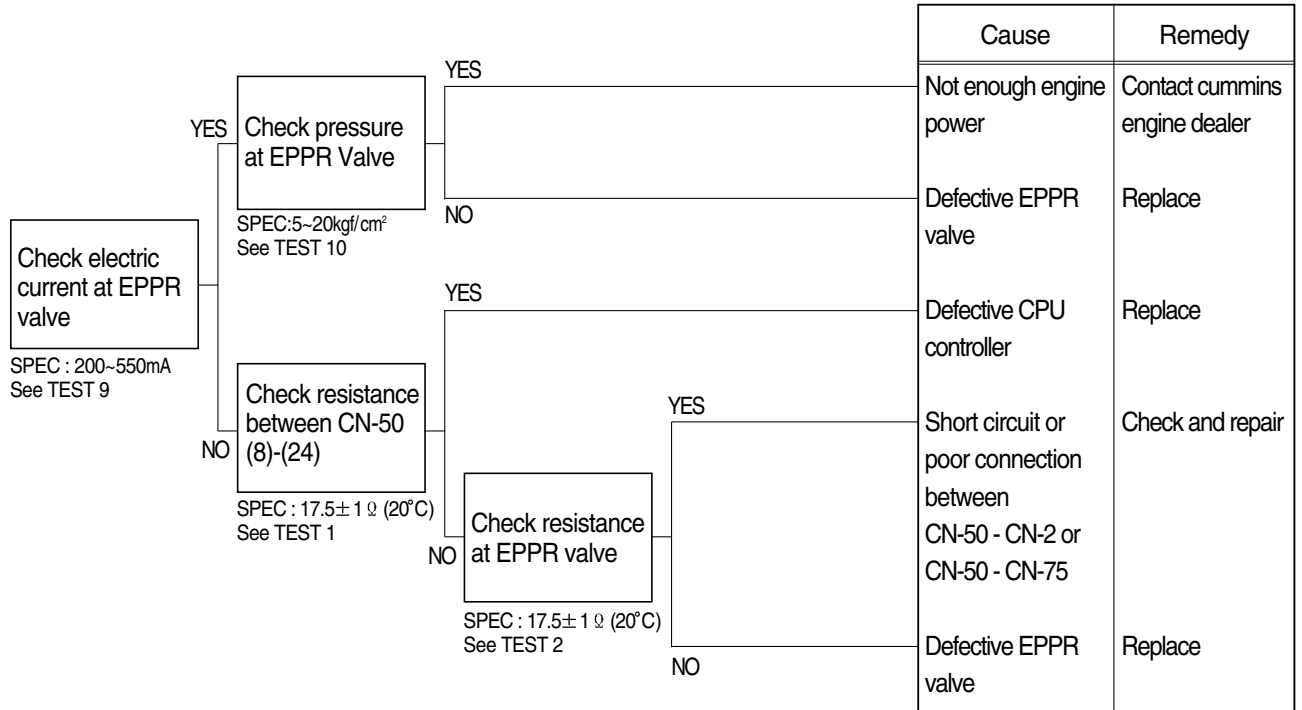 Cause
Remedy
YES
Not enough engine
power
Contact cummins
engine dealer
YES
Check pressure
at EPPR Valve
SPEC:5~20kgf/cm²
See TEST 10
NO
Defective EPPR
valve
Replace
Check electric
current at EPPR
valve
SPEC : 200~550mA
See TEST 9
YES
Defective CPU
controller
Replace
NO
Check resistance
between CN-50
(8)-(24)
SPEC : 17.5±1 Ω (20°C)
See TEST 1
YES
Short circuit or
poor connection
between
CN-50 - CN-2 or
CN-50 - CN-75
Check and repair
NO
Check resistance
at EPPR valve
SPEC : 17.5±1 Ω (20°C)
See TEST 2
NO
Defective EPPR
valve
Replace